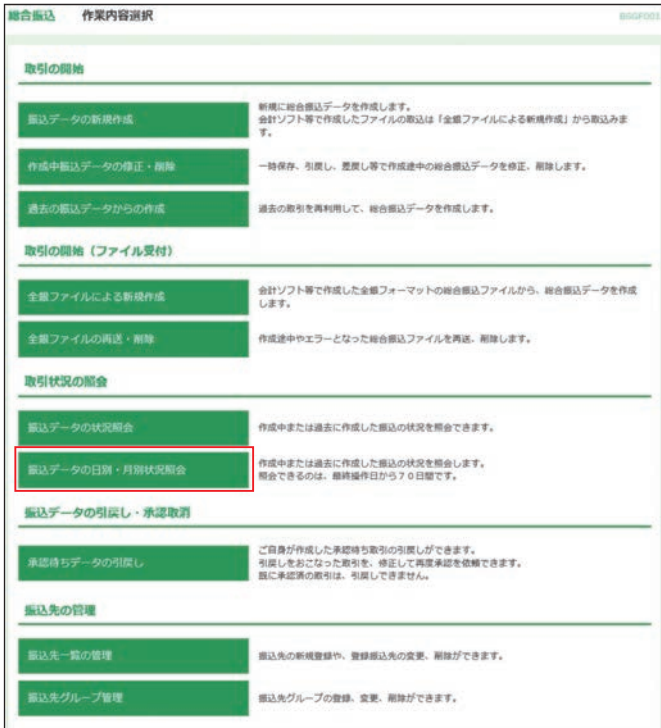 総合振込 作業内容選択 BSGF001
取引の開始
振込データの新規作成
新規に総合振込データを作成します。
会計ソフト等で作成したファイルの取込は「全銀ファイルによる新規作成」から取込みま
す。
作成中振込データの修正・削除
一時保存、引戻し、差戻し等で作成途中の総合振込データを修正、削除します。
過去の振込データからの作成
過去の取引を再利用して、総合振込データを作成します。
取引の開始（ファイル受付）
全銀ファイルによる新規作成
会計ソフト等で作成した全銀フォーマットの総合振込ファイルから、総合振込データを作成
します。
全銀ファイルの再送・削除
作成途中やエラーとなった総合振込ファイルを再送、削除します。
取引状況の照会
振込データの状況照会
作成中または過去に作成した振込の状況を照会できます。
振込データの日別・月別状況照会
作成中または過去に作成した振込の状況を照会します。
照会できるのは、最終操作日から７０日間です。
振込データの引戻し・承認取消
承認待ちデータの引戻し
ご自身が作成した承認待ち取引の引戻しができます。
引戻しをおこなった取引を、修正して再度承認を依頼できます。
既に承認済の取引は、引戻しできません。
振込先の管理
振込先一覧の管理
振込先の新規登録や、登録振込先の変更、削除ができます。
振込先グループ管理
振込先グループの登録、変更、削除ができます。